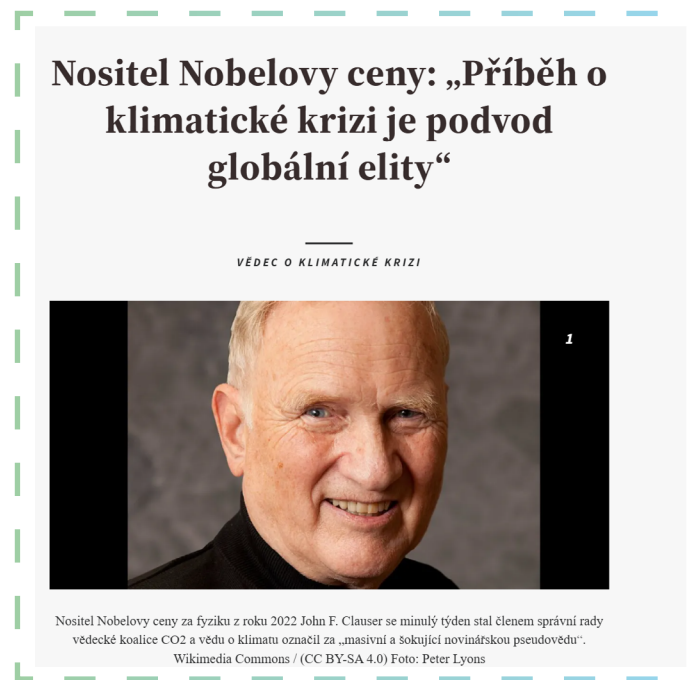 Nositel Nobelovy ceny: „Příběh o
klimatické krizi je podvod
globální elity“
VĚDEC O KLIMATICKÉ KRIZI
1
Nositel Nobelovy ceny za fyziku z roku 2022 John F. Clauser se minulý týden stal členem správní rady
vědecké koalice CO2 a vědu o klimatu označil za „masivní a šokující novinářskou pseudovědu“.
Wikimedia Commons / (CC BY-SA 4.0) Foto: Peter Lyons